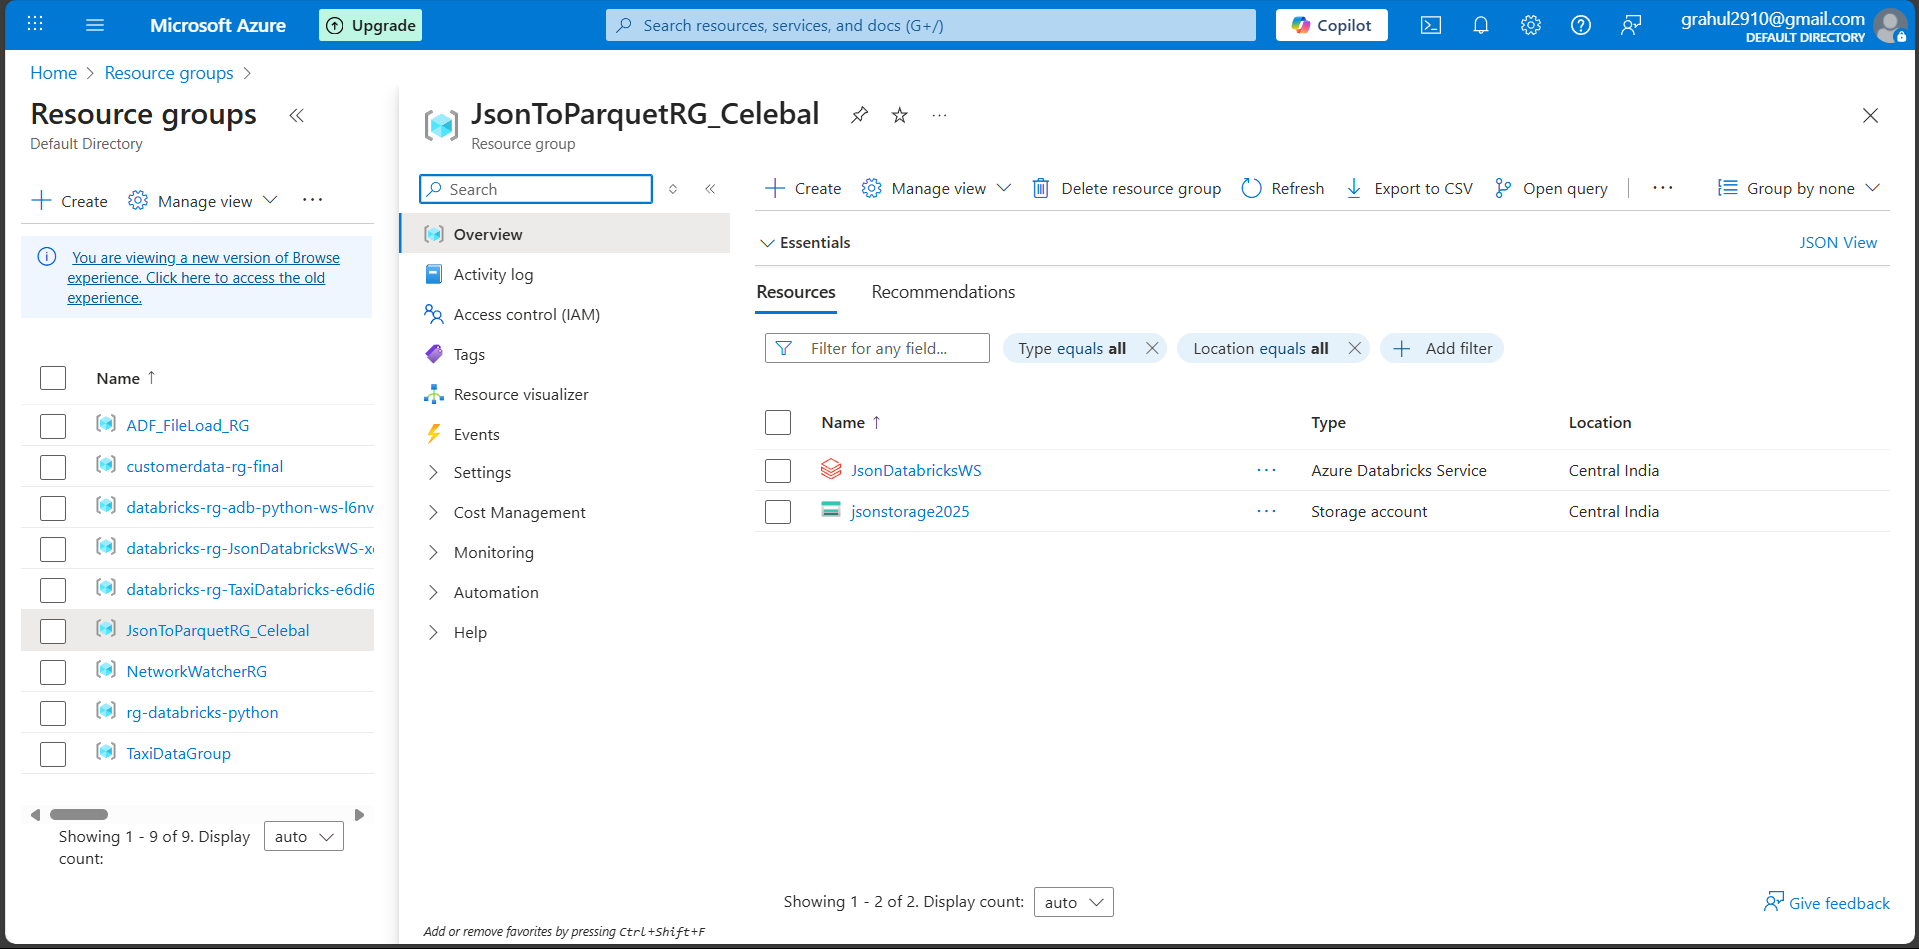 Microsoft Azure
Upgrade
Search resources, services, and docs (G+/)
Copilot
grahul2910@gmail.com
DEFAULT DIRECTORY
Home
Resource groups
Resource groups
Default Directory
Create
Manage view
You are viewing a new version of Browse
experience. Click here to access the old
experience.
Name ↑
ADF_FileLoad_RG
customerdata-rg-final
databricks-rg-adb-python-ws-l6nv
databricks-rg-JsonDatabricksWS-x
databricks-rg-TaxiDatabricks-e6di6
JsonToParquetRG_Celebal
NetworkWatcherRG
rg-databricks-python
TaxiDataGroup
Showing 1 - 9 of 9. Display
count:
auto
JsonToParquetRG_Celebal
Resource group
Search
Overview
Activity log
Access control (IAM)
Tags
Resource visualizer
Events
Settings
Cost Management
Monitoring
Automation
Help
Add or remove favorites by pressing Ctrl+Shift+F
Create
Manage view
Delete resource group
Refresh
Export to CSV
Open query
Group by none
Essentials
JSON View
Resources
Recommendations
Filter for any field...
Type equals all
Location equals all
Add filter
Name ↑ Type Location
JsonDatabricksWS Azure Databricks Service Central India
jsonstorage2025 Storage account Central India
Showing 1 - 2 of 2. Display count: auto
Give feedback